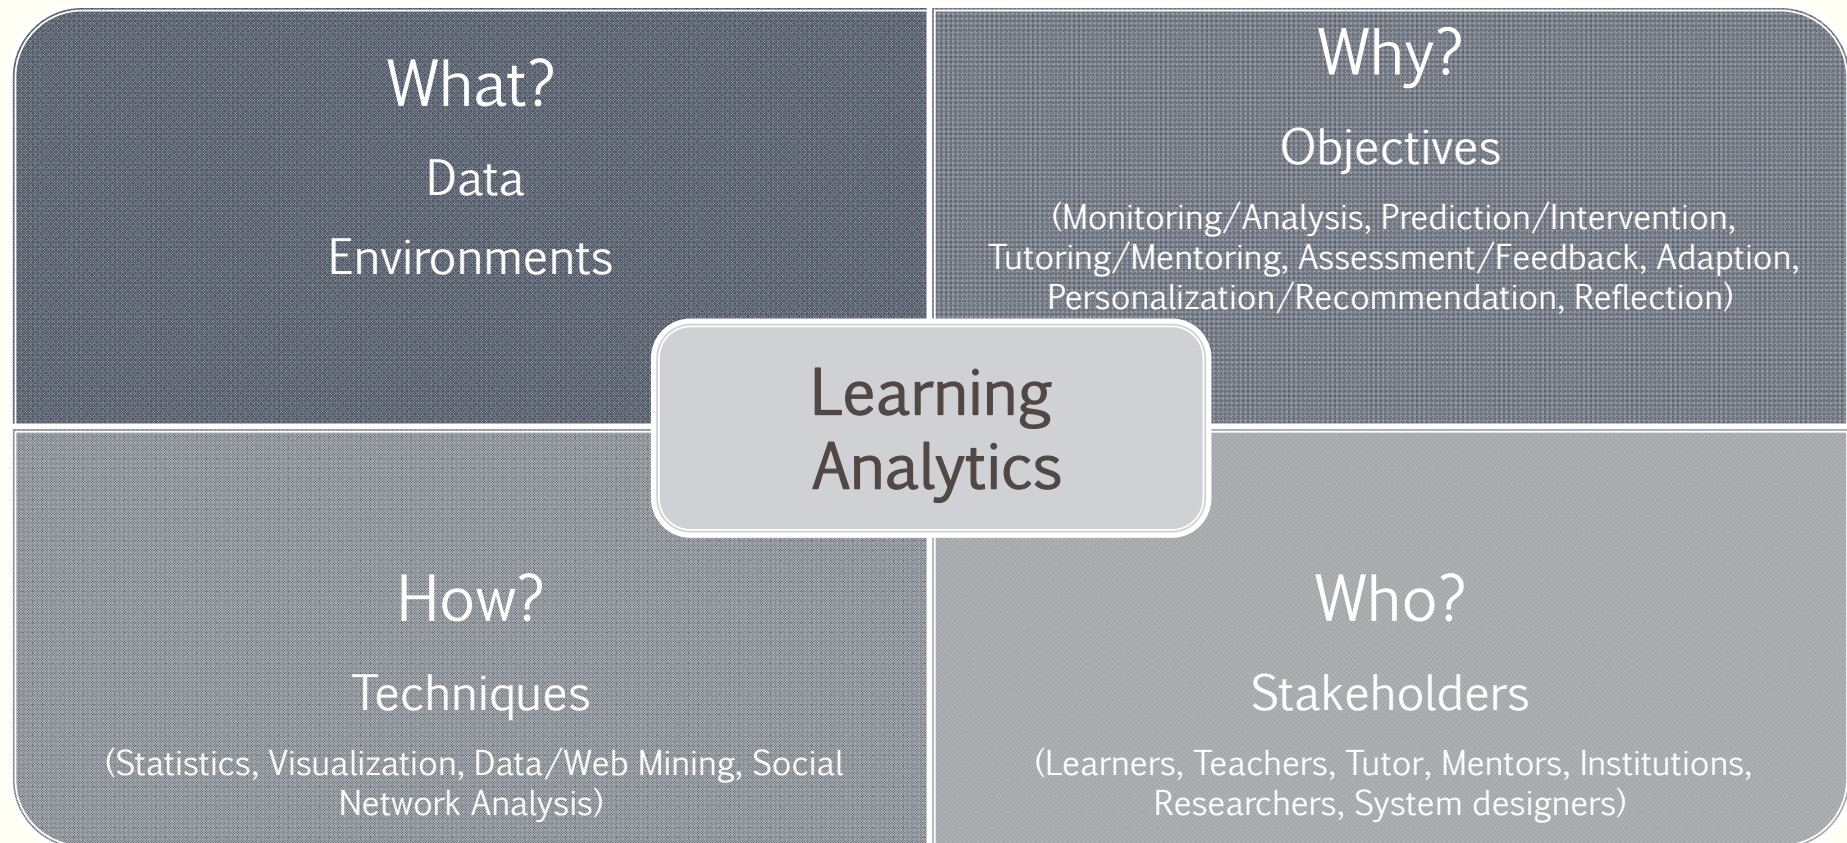 What?
Data
Environments
Why?
Objectives
(Monitoring/Analysis, Prediction/Intervention,
Tutoring/Mentoring, Assessment/Feedback, Adaption,
Personalization/Recommendation, Reflection)
Learning
Analytics
How?
Techniques
(Statistics, Visualization, Data/Web Mining, Social
Network Analysis)
Who?
Stakeholders
(Learners, Teachers, Tutor, Mentors, Institutions,
Researchers, System designers)